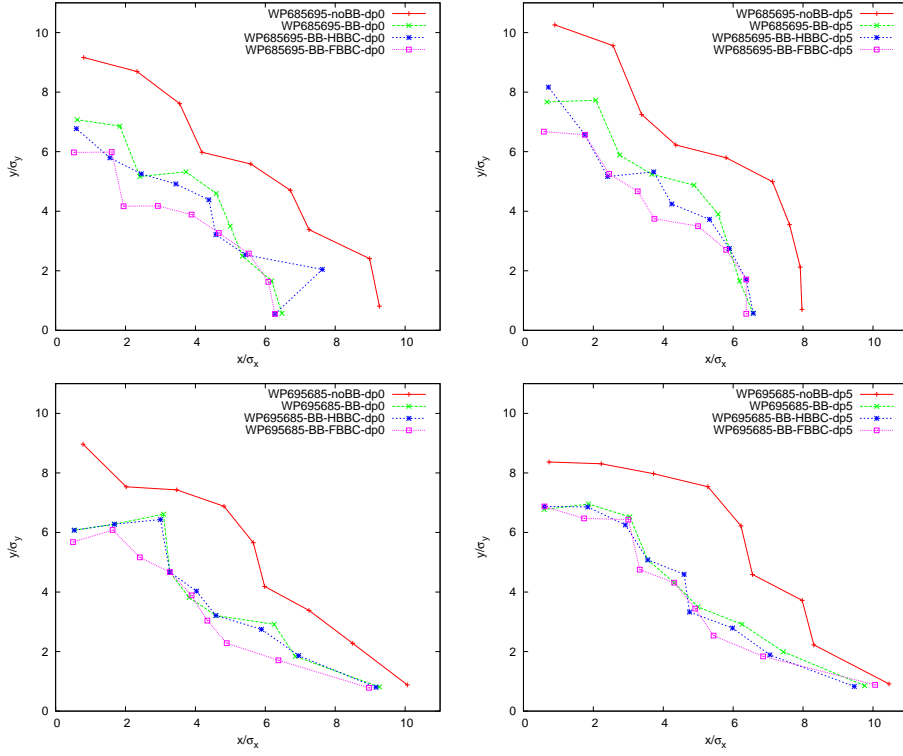 WP685695-noBB-dp0
WP685695-BB-dp0
WP685695-BB-HBBC-dp0
WP685695-BB-FBBC-dp0
10
8
6
4
2
0
y/σy
0 2 4 6 8 10
x/σx
WP685695-noBB-dp5
WP685695-BB-dp5
WP685695-BB-HBBC-dp5
WP685695-BB-FBBC-dp5
10
8
6
4
2
0
y/σy
0 2 4 6 8 10
x/σx
WP695685-noBB-dp0
WP695685-BB-dp0
WP695685-BB-HBBC-dp0
WP695685-BB-FBBC-dp0
10
8
6
4
2
0
y/σy
0 2 4 6 8 10
x/σx
WP695685-noBB-dp5
WP695685-BB-dp5
WP695685-BB-HBBC-dp5
WP695685-BB-FBBC-dp5
10
8
6
4
2
0
y/σy
0 2 4 6 8 10
x/σx